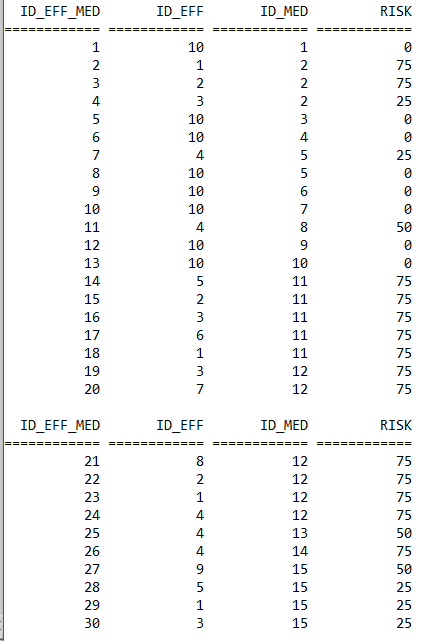 ID_EFF_MED ID_EFF ID_MED RISK
============ ============ ============ ============
1 10 1 0
2 1 2 75
3 2 2 75
4 3 2 25
5 10 3 0
6 10 4 0
7 4 5 25
8 10 5 0
9 10 6 0
10 10 7 0
11 4 8 50
12 10 9 0
13 10 10 0
14 5 11 75
15 2 11 75
16 3 11 75
17 6 11 75
18 1 11 75
19 3 12 75
20 7 12 75
ID_EFF_MED ID_EFF ID_MED RISK
============ ============ ============ ============
21 8 12 75
22 2 12 75
23 1 12 75
24 4 12 75
25 4 13 50
26 4 14 75
27 9 15 50
28 5 15 25
29 1 15 25
30 3 15 25